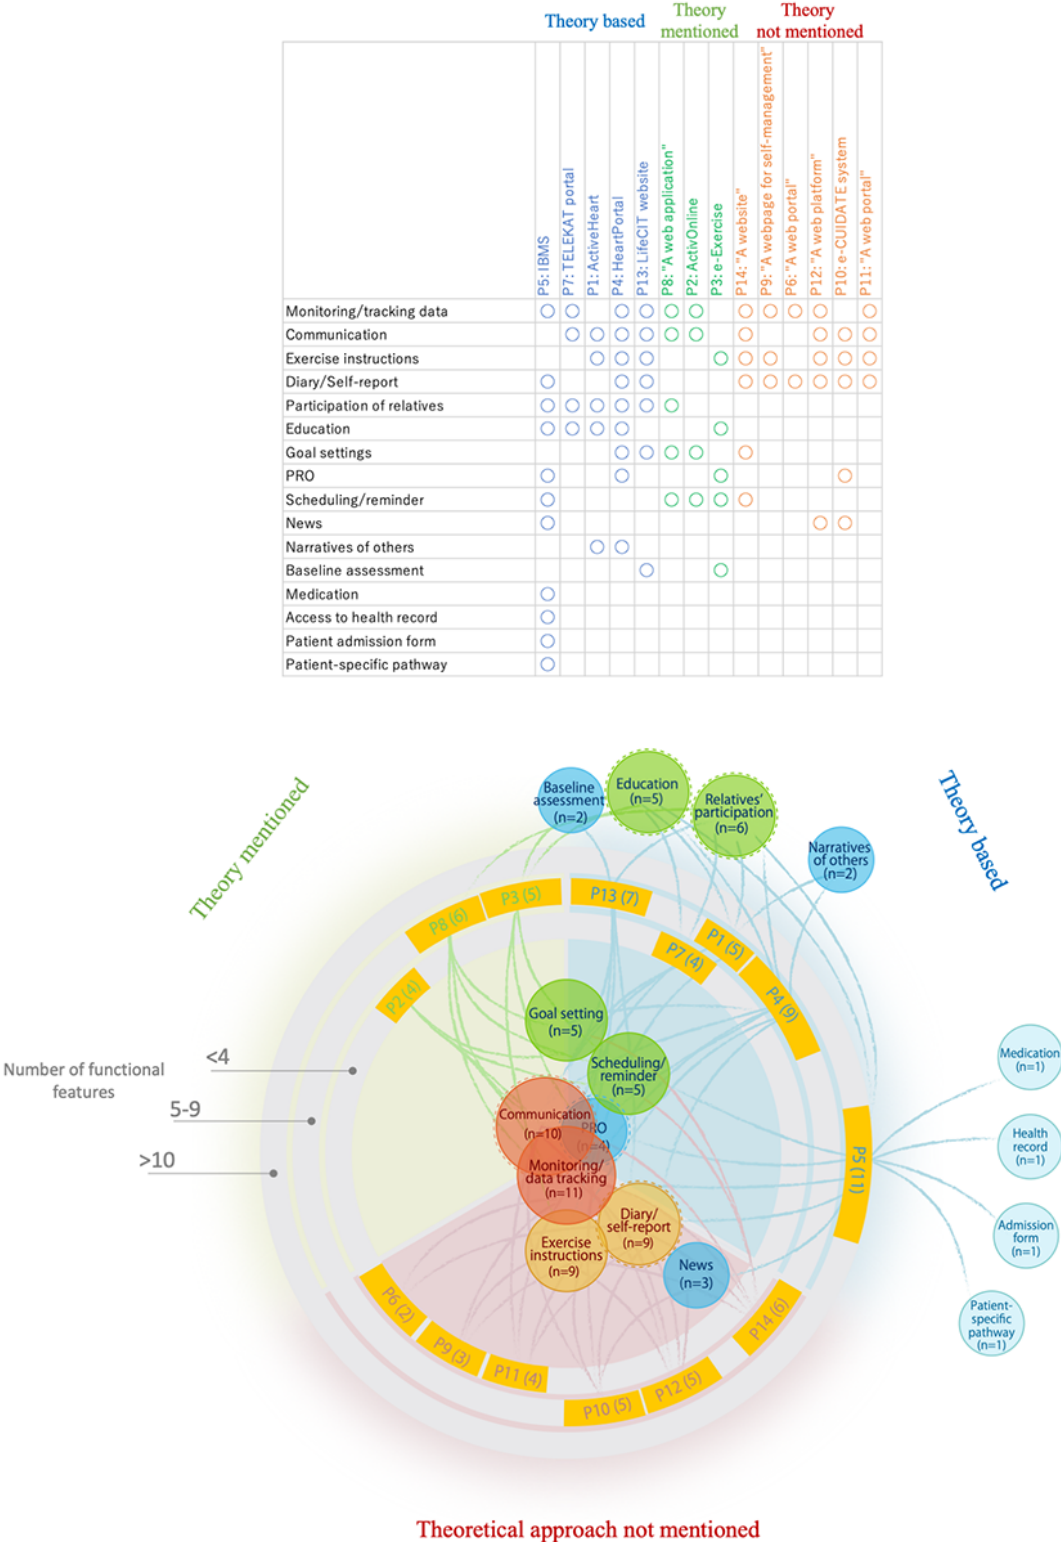 Theory based
Theory
mentioned
Theory
not mentioned
P5: IBMS
P7: TELEKAT portal
P1: ActiveHeart
P4: HeartPortal
P13: LifeCIT website
P8: "A web application"
P2: ActivOnline
P3: e-Exercise
P14: "A website"
P9: "A webpage for self-management"
P6: "A web portal"
P12: "A web platform"
P10: e-CUIDATE system
P11: "A web portal"
Monitoring/tracking data
Communication
Exercise instructions
Diary/Self-report
Participation of relatives
Education
Goal settings
PRO
Scheduling/reminder
News
Narratives of others
Baseline assessment
Medication
Access to health record
Patient admission form
Patient-specific pathway
Theory mentioned
Theory based
Baseline
assessment
(n=2)
Education
(n=5)
Relatives'
participation
(n=6)
Narratives
of others
(n=2)
P8 (6)
P3 (5)
P13 (7)
P7 (4)
P1 (5)
P4 (9)
P2 (4)
Goal setting
(n=5)
Scheduling/
reminder
(n=5)
Number of functional
features
<4
5-9
>10
Communication
(n=10)
PRO
(n=4)
Monitoring/
data tracking
(n=11)
Diary/
self-report
(n=9)
Exercise
instructions
(n=9)
News
(n=3)
P5 (11)
Medication
(n=1)
Health
record
(n=1)
Admission
form
(n=1)
Patient-
specific
pathway
(n=1)
P6 (2)
P9 (3)
P11 (4)
P10 (5)
P12 (5)
P14 (6)
Theoretical approach not mentioned